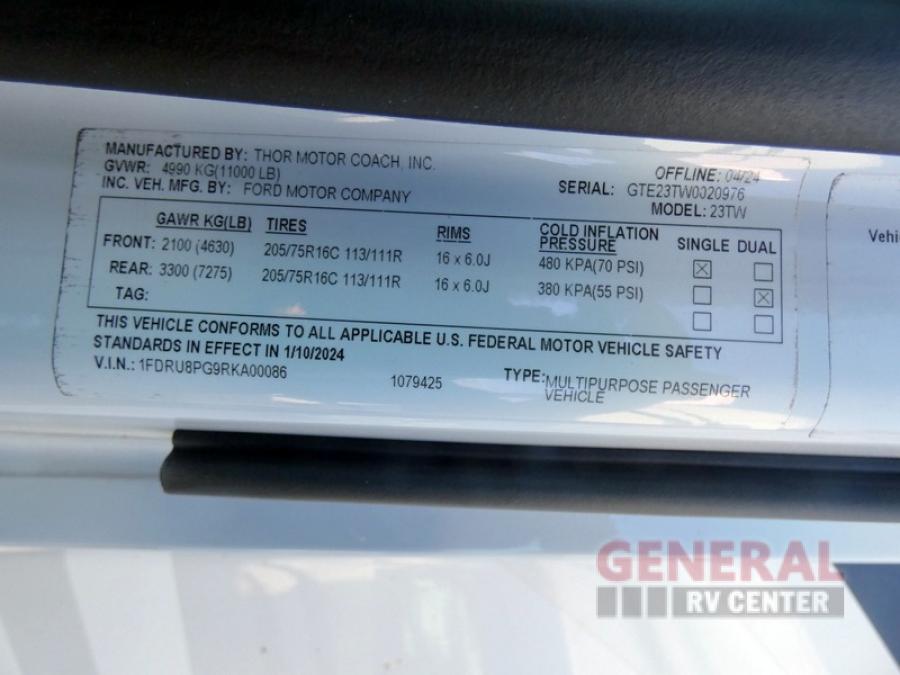 MANUFACTURED BY: THOR MOTOR COACH, INC.
GVWR: 4990 KG(11000 LB)
OFFLINE: 04/24
INC. VEH. MFG. BY: FORD MOTOR COMPANY
SERIAL: GTE23TW0020976
MODEL: 23TW
GAWR KG(LB) TIRES RIMS COLD INFLATION PRESSURE SINGLE DUAL
FRONT: 2100 (4630) 205/75R16C 113/111R 16 x 6.0J 480 KPA(70 PSI) ☒ ☐
REAR: 3300 (7275) 205/75R16C 113/111R 16 x 6.0J 380 KPA(55 PSI) ☐ ☒
TAG: ☐ ☐
THIS VEHICLE CONFORMS TO ALL APPLICABLE U.S. FEDERAL MOTOR VEHICLE SAFETY
STANDARDS IN EFFECT IN 1/10/2024
V.I.N.: 1FDRU8PG9RKA00086 1079425 TYPE: MULTIPURPOSE PASSENGER
VEHICLE
Vehi
GENERAL
RV CENTER